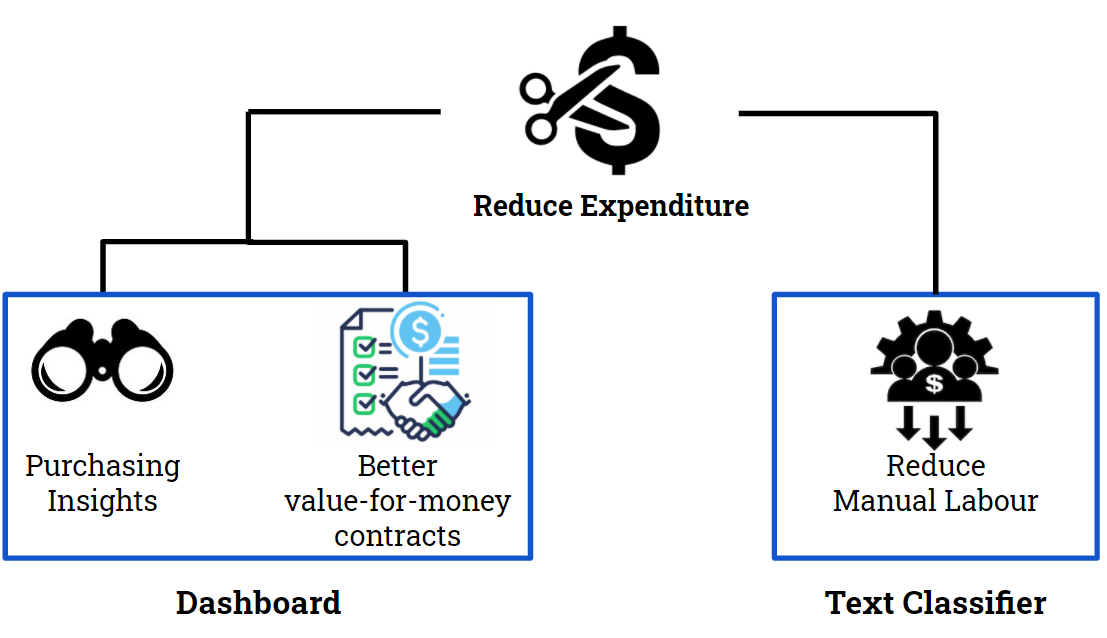 Reduce Expenditure
Purchasing
Insights
Better
value-for-money
contracts
Reduce
Manual Labour
Dashboard
Text Classifier